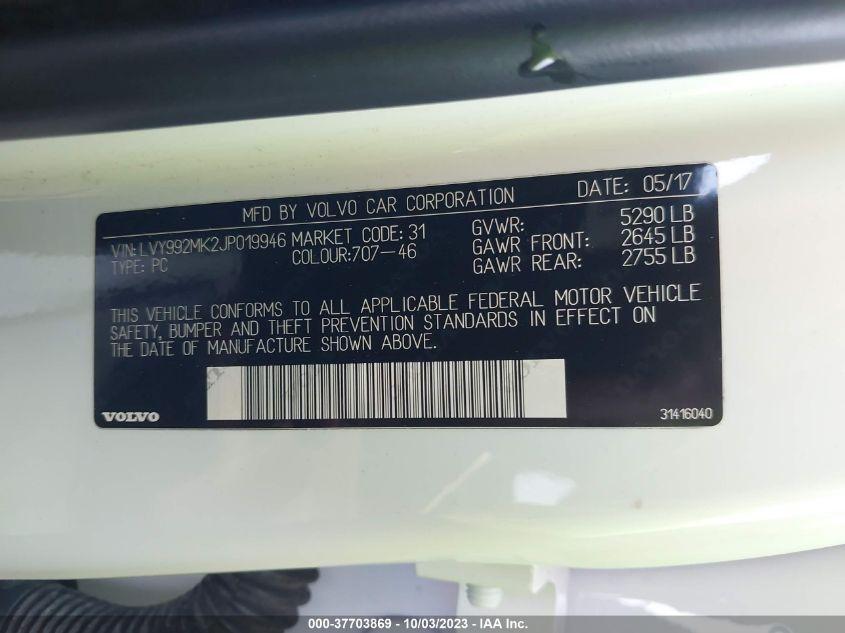 MFD BY VOLVO CAR CORPORATION DATE: 05/17
VIN:LVY992MK2JP019946 MARKET CODE: 31 GVWR: 5290 LB
TYPE: PC COLOUR:707-46 GAWR FRONT: 2645 LB
GAWR REAR: 2755 LB
THIS VEHICLE CONFORMS TO ALL APPLICABLE FEDERAL MOTOR VEHICLE
SAFETY, BUMPER AND THEFT PREVENTION STANDARDS IN EFFECT ON
THE DATE OF MANUFACTURE SHOWN ABOVE.
VOLVO 31416040
000-37703869 - 10/03/2023 - IAA Inc.